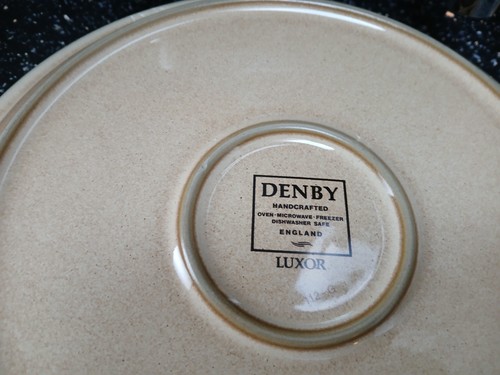 DENBY
HANDCRAFTED
OVEN·MICROWAVE·FREEZER
DISHWASHER SAFE
ENGLAND
LUXOR